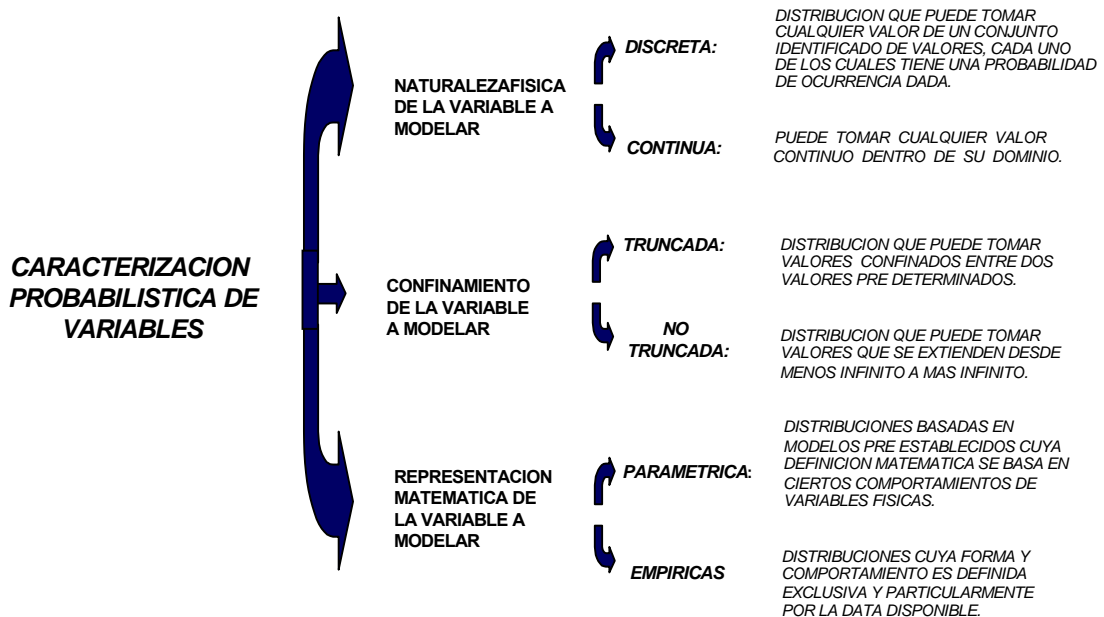 CARACTERIZACION
PROBABILISTICA DE
VARIABLES
NATURALEZAFISICA
DE LA VARIABLE A
MODELAR
DISCRETA:
DISTRIBUCION QUE PUEDE TOMAR
CUALQUIER VALOR DE UN CONJUNTO
IDENTIFICADO DE VALORES, CADA UNO
DE LOS CUALES TIENE UNA PROBABILIDAD
DE OCURRENCIA DADA.
CONTINUA:
PUEDE TOMAR CUALQUIER VALOR
CONTINUO DENTRO DE SU DOMINIO.
CONFINAMIENTO
DE LA VARIABLE
A MODELAR
TRUNCADA:
DISTRIBUCION QUE PUEDE TOMAR
VALORES CONFINADOS ENTRE DOS
VALORES PRE DETERMINADOS.
NO
TRUNCADA:
DISTRIBUCION QUE PUEDE TOMAR
VALORES QUE SE EXTIENDEN DESDE
MENOS INFINITO A MAS INFINITO.
REPRESENTACION
MATEMATICA DE
LA VARIABLE A
MODELAR
PARAMETRICA:
DISTRIBUCIONES BASADAS EN
MODELOS PRE ESTABLECIDOS CUYA
DEFINICION MATEMATICA SE BASA EN
CIERTOS COMPORTAMIENTOS DE
VARIABLES FISICAS.
EMPIRICAS
DISTRIBUCIONES CUYA FORMA Y
COMPORTAMIENTO ES DEFINIDA
EXCLUSIVA Y PARTICULARMENTE
POR LA DATA DISPONIBLE.